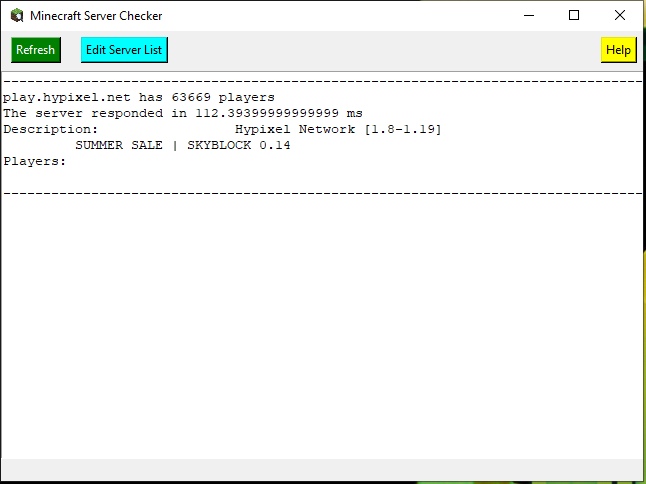 Minecraft Server Checker
Refresh Edit Server List Help
--------------------------------------------------------------------------------
play.hypixel.net has 63669 players
The server responded in 112.39399999999999 ms
Description:                 Hypixel Network [1.8-1.19]
         SUMMER SALE | SKYBLOCK 0.14
Players:
--------------------------------------------------------------------------------